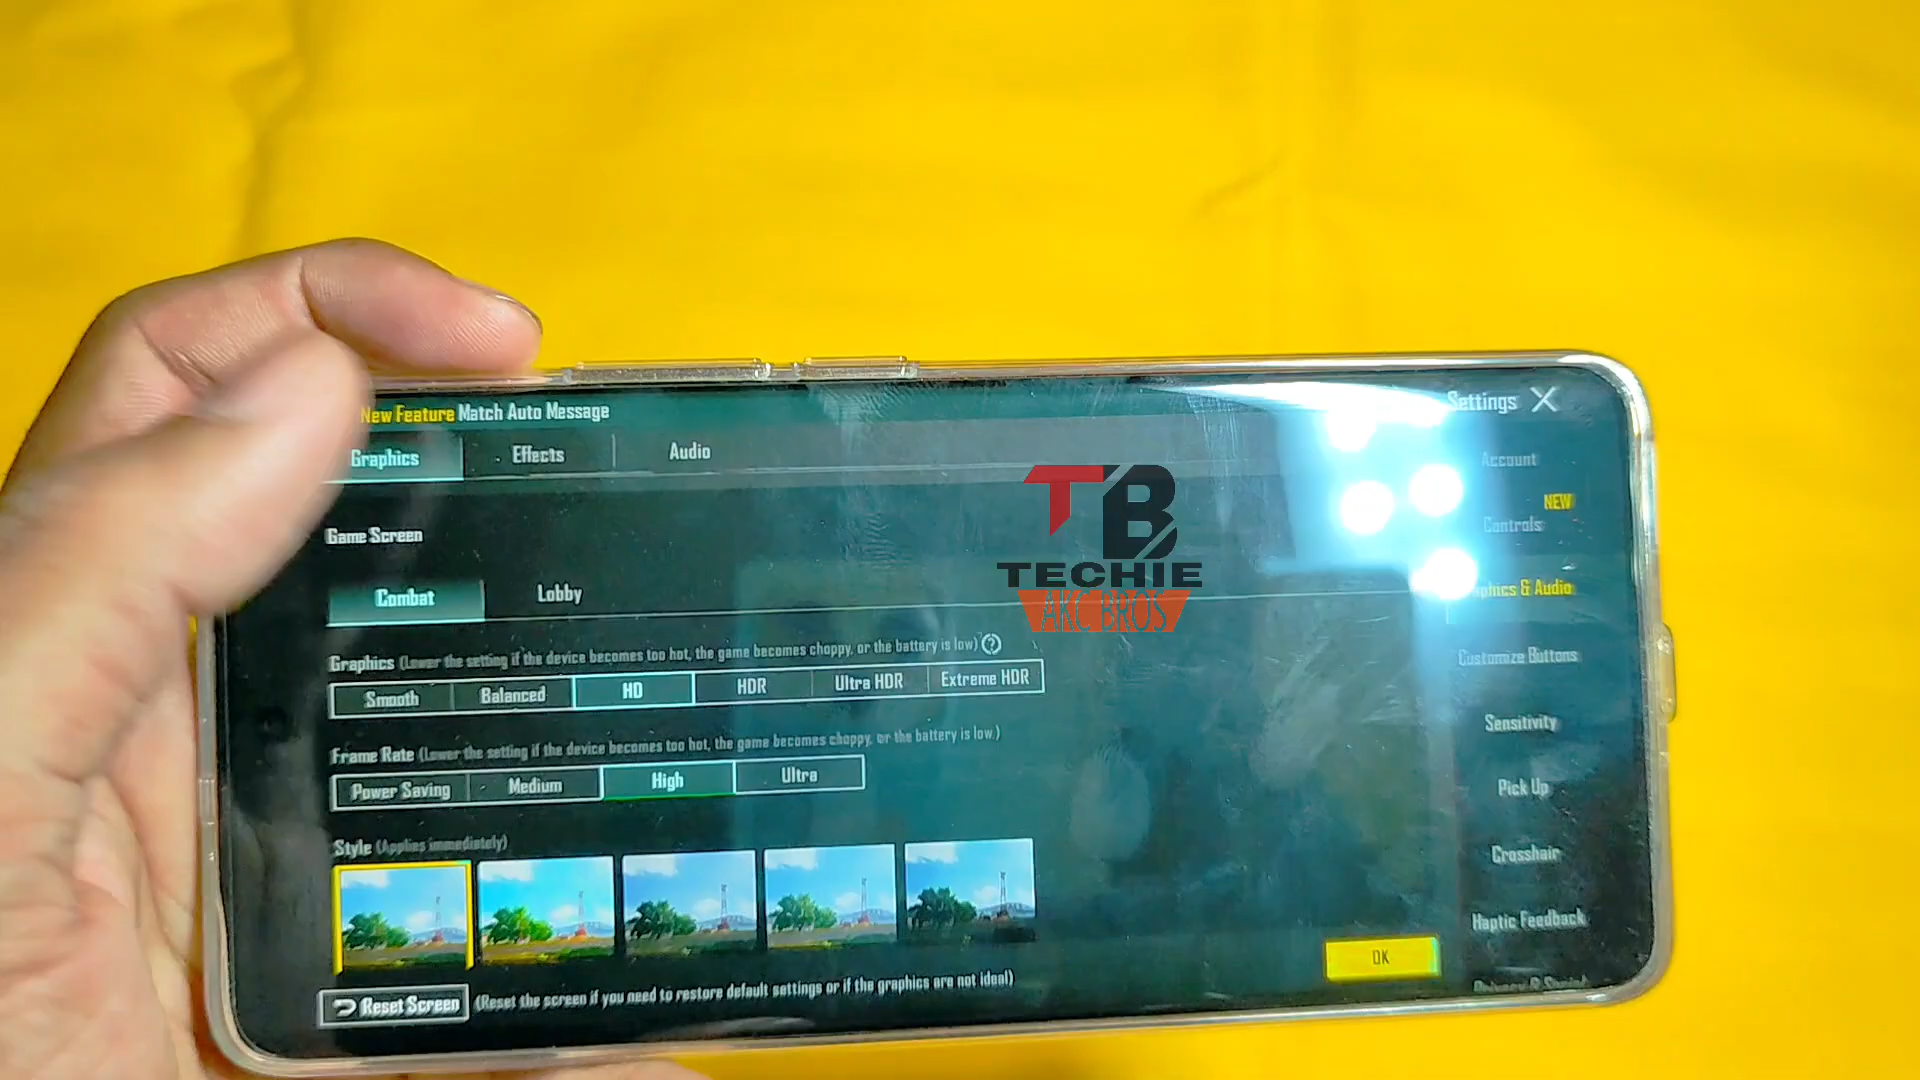 New Feature Match Auto Message
Settings
Graphics
Effects
Audio
Account
NEW
Controls
Game Screen
Combat
Lobby
Graphics & Audio
Graphics (Lower the setting if the device becomes too hot, the game becomes choppy, or the battery is low) ?
Smooth
Balanced
HD
HDR
Ultra HDR
Extreme HDR
Customize Buttons
Frame Rate (Lower the setting if the device becomes too hot, the game becomes choppy, or the battery is low.)
Power Saving
Medium
High
Ultra
Sensitivity
Pick Up
Style (Applies immediately)
Crosshair
Haptic Feedback
OK
Reset Screen (Reset the screen if you need to restore default settings or if the graphics are not ideal)
TB
TECHIE
AKC BROS